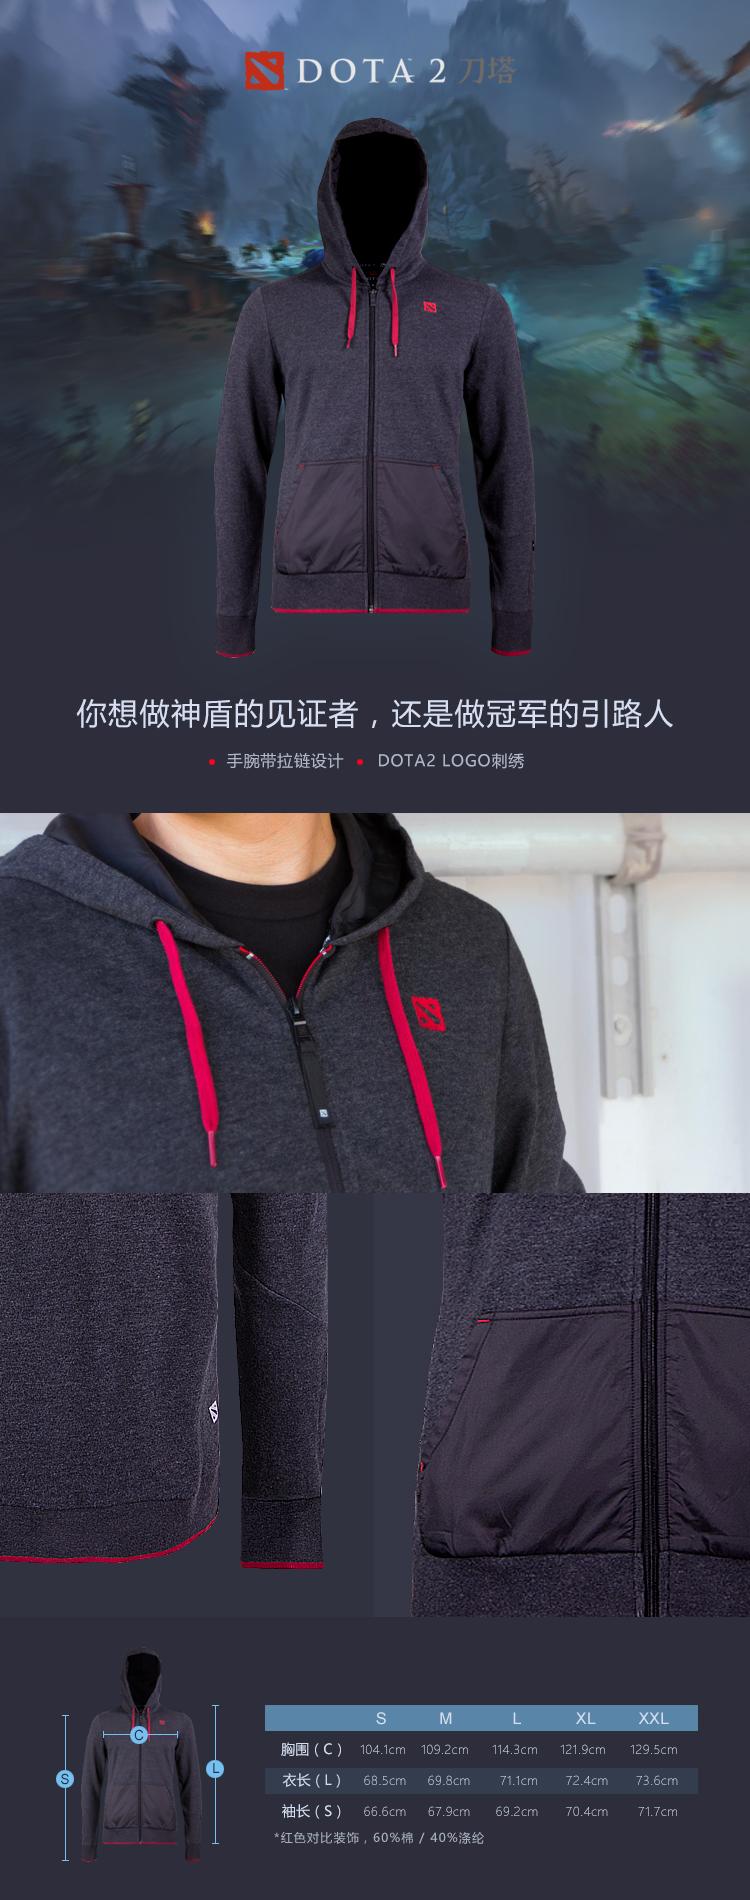 DOTA 2 刀塔
你想做神盾的见证者，还是做冠军的引路人
• 手腕带拉链设计 • DOTA2 LOGO刺绣
S M L XL XXL
胸围 ( C ) 104.1cm 109.2cm 114.3cm 121.9cm 129.5cm
衣长 ( L ) 68.5cm 69.8cm 71.1cm 72.4cm 73.6cm
袖长 ( S ) 66.6cm 67.9cm 69.2cm 70.4cm 71.7cm
*红色对比装饰，60%棉 / 40%涤纶
C
S
L